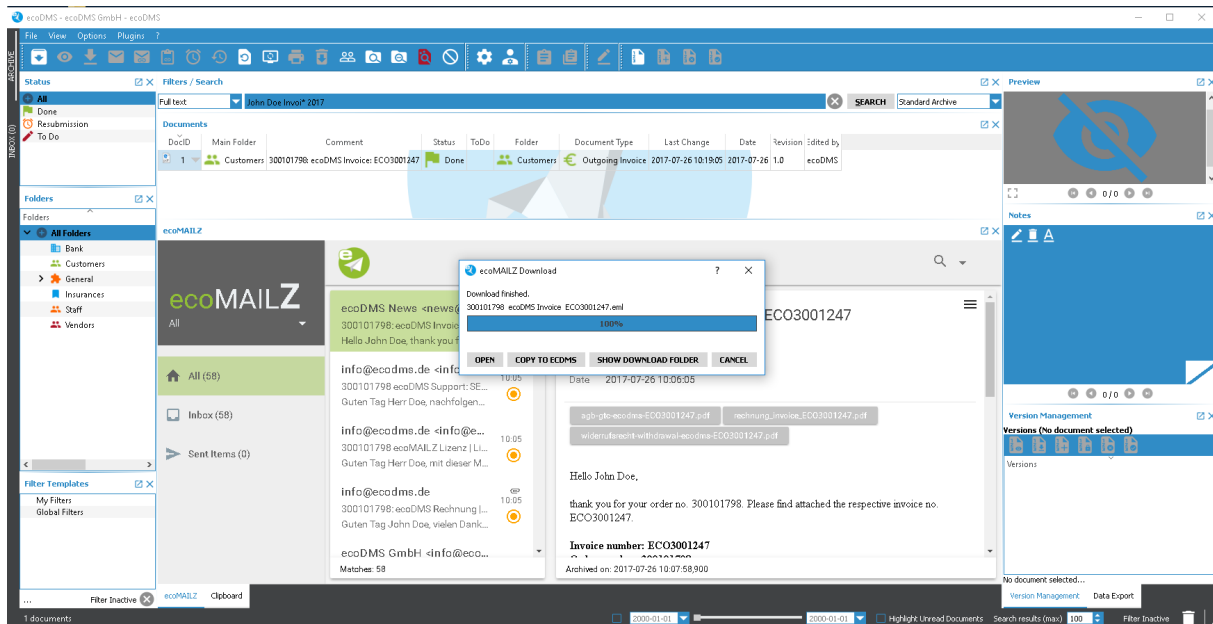 ecoDMS - ecoDMS GmbH - ecoDMS
File View Options Plugins ?
ARCHIVE
INBOX (0)
Status
All
Done
Resubmission
To Do
Folders
Folders
All Folders
Bank
Customers
General
Insurances
Staff
Vendors
Filter Templates
My Filters
Global Filters
... Filter Inactive
1 documents
Filters / Search
Full text John Doe Invoi* 2017 SEARCH Standard Archive
Documents
DocID Main Folder Comment Status ToDo Folder Document Type Last Change Date Revision Edited by
1 Customers 300101798: ecoDMS Invoice: ECO3001247 Done Customers Outgoing Invoice 2017-07-26 10:19:05 2017-07-26 1.0 ecoDMS
ecoMAILZ
ecoMAILZ
All
All (58)
Inbox (58)
Sent Items (0)
ecoDMS News <news@
300101798: ecoDMS Invoic
Hello John Doe, thank you f
info@ecodms.de <info
10:05
300101798 ecoDMS Support: SE...
Guten Tag Herr Doe, nachfolgen...
info@ecodms.de <info@e...
10:05
300101798 ecoMAILZ Lizenz | Li...
Guten Tag Herr Doe, mit dieser M...
info@ecodms.de
10:05
300101798: ecoDMS Rechnung |...
Guten Tag John Doe, vielen Dank...
ecoDMS GmbH <info@eco...
Matches: 58
ecoMAILZ Download ?
Download finished.
300101798 ecoDMS Invoice ECO3001247.eml
100%
OPEN COPY TO ECDMS SHOW DOWNLOAD FOLDER CANCEL
ECO3001247
Date 2017-07-26 10:06:05
agb-gtc-ecodms-ECO3001247.pdf rechnung_invoice_ECO3001247.pdf
widerrufsrecht-withdrawal-ecodms-ECO3001247.pdf
Hello John Doe,
thank you for your order no. 300101798. Please find attached the respective invoice no.
ECO3001247.
Invoice number: ECO3001247
Archived on: 2017-07-26 10:07:58,900
ecoMAILZ Clipboard
Preview
0/0
Notes
0/0
Version Management
Versions (No document selected)
Versions
No document selected...
Version Management Data Export
2000-01-01 2000-01-01 Highlight Unread Documents Search results (max) 100 Filter Inactive